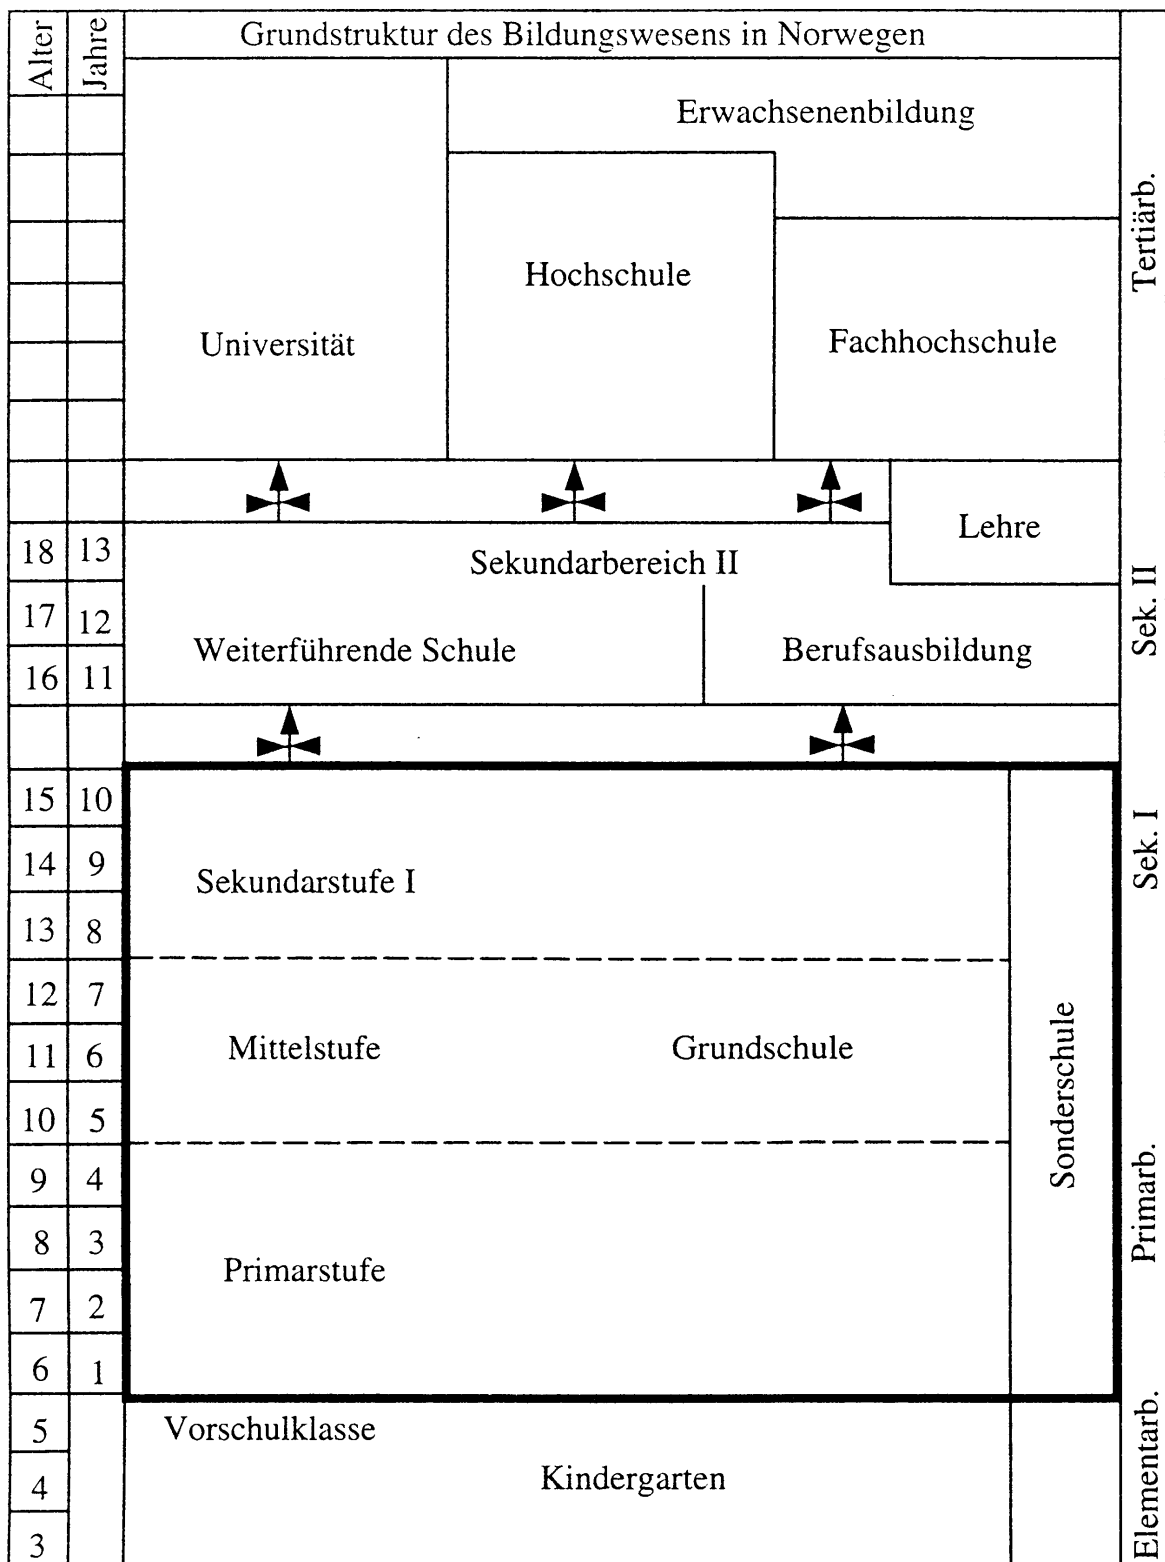 Grundstruktur des Bildungswesens in Norwegen
Alter Jahre
Erwachsenenbildung
Tertiärb.
Hochschule
Universität
Fachhochschule
Lehre
18 13
Sekundarbereich II
Sek. II
17 12
Weiterführende Schule
Berufsausbildung
16 11
15 10
Sek. I
14 9
Sekundarstufe I
13 8
12 7
11 6
Mittelstufe
Grundschule
Sonderschule
10 5
9 4
Primarb.
8 3
Primarstufe
7 2
6 1
5
Vorschulklasse
Elementarb.
4
Kindergarten
3